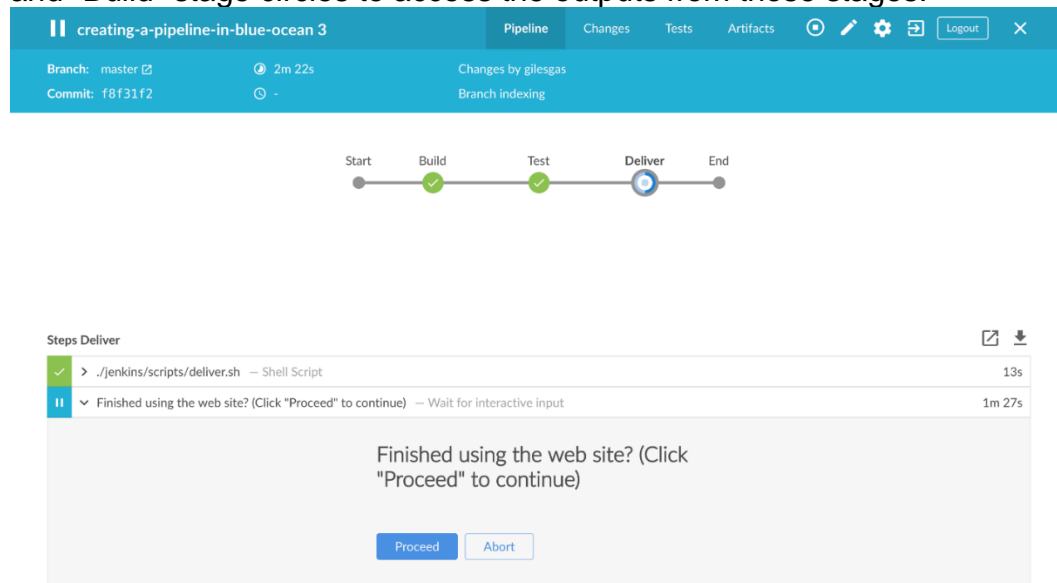 and "Build" stage circles to access the outputs from these stages.
creating-a-pipeline-in-blue-ocean 3 Pipeline Changes Tests Artifacts Logout
Branch: master 2m 22s Changes by gilesgas
Commit: f8f31f2 - Branch indexing
Start Build Test Deliver End
Steps Deliver
./jenkins/scripts/deliver.sh — Shell Script 13s
Finished using the web site? (Click "Proceed" to continue) — Wait for interactive input 1m 27s
Finished using the web site? (Click
"Proceed" to continue)
Proceed Abort